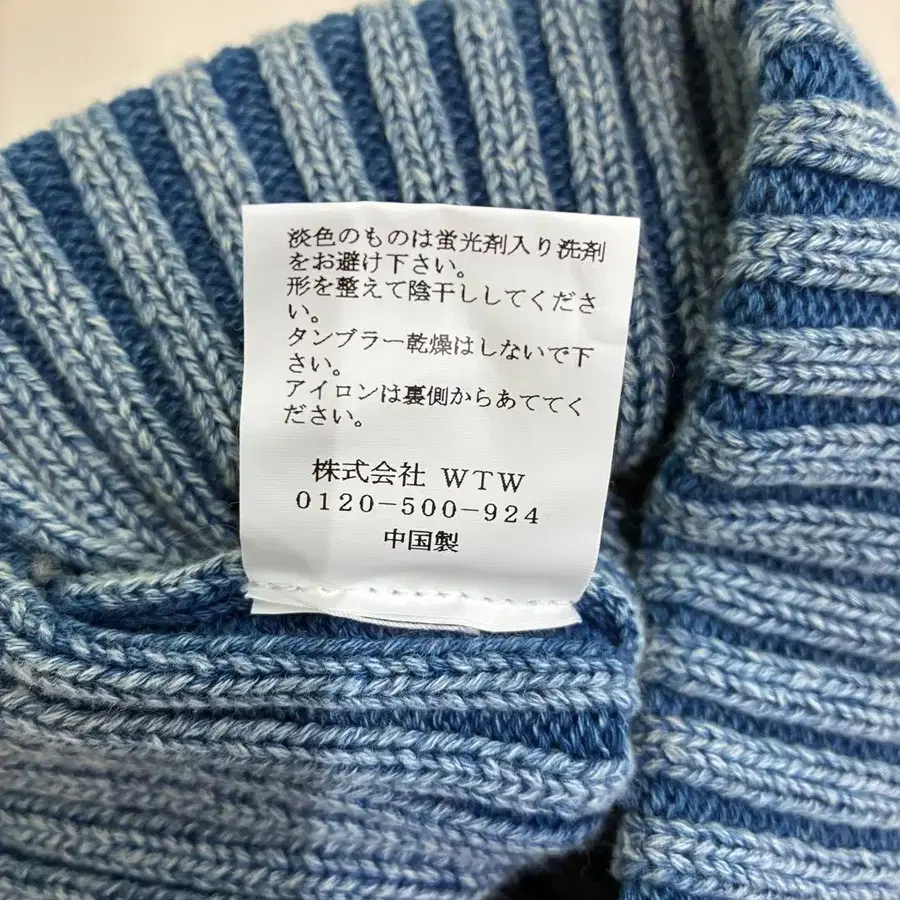 淡色のものは蛍光剤入り洗剤
をお避け下さい。
形を整えて陰干ししてくださ
い。
タンブラー乾燥はしないで下
さい。
アイロンは裏側からあててく
ださい。
株式会社 WTW
0120-500-924
中国製